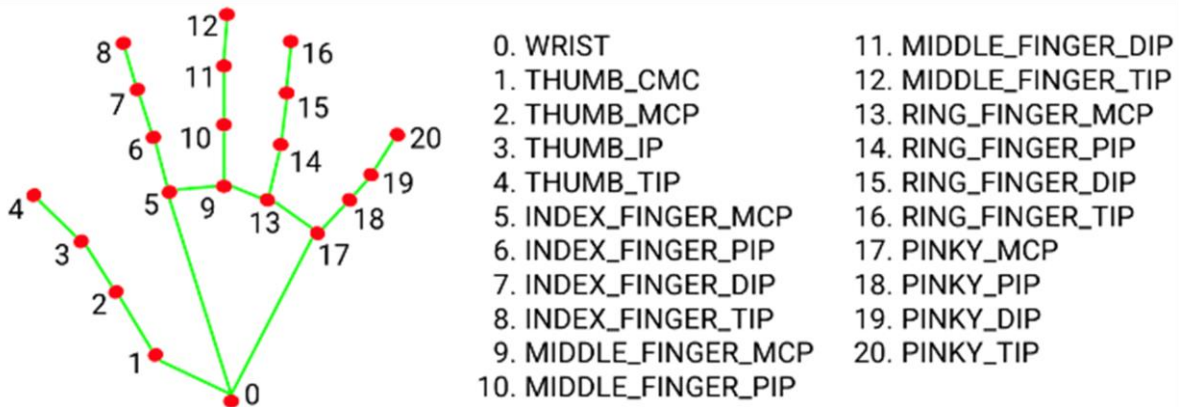 12
8
16
11
7
15
10
6
20
14
19
4
5
9
18
13
3
17
2
1
0
0. WRIST
1. THUMB_CMC
2. THUMB_MCP
3. THUMB_IP
4. THUMB_TIP
5. INDEX_FINGER_MCP
6. INDEX_FINGER_PIP
7. INDEX_FINGER_DIP
8. INDEX_FINGER_TIP
9. MIDDLE_FINGER_MCP
10. MIDDLE_FINGER_PIP
11. MIDDLE_FINGER_DIP
12. MIDDLE_FINGER_TIP
13. RING_FINGER_MCP
14. RING_FINGER_PIP
15. RING_FINGER_DIP
16. RING_FINGER_TIP
17. PINKY_MCP
18. PINKY_PIP
19. PINKY_DIP
20. PINKY_TIP